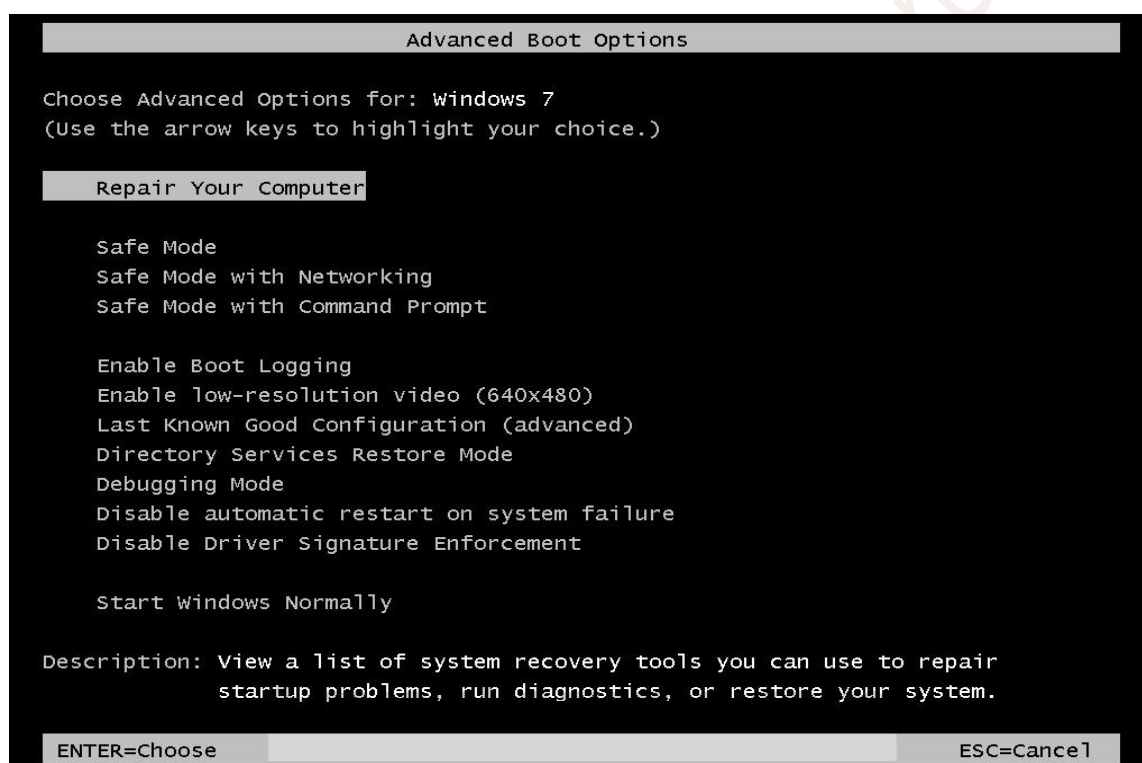 Advanced Boot Options
Choose Advanced Options for: Windows 7
(Use the arrow keys to highlight your choice.)
Repair Your Computer
Safe Mode
Safe Mode with Networking
Safe Mode with Command Prompt
Enable Boot Logging
Enable low-resolution video (640x480)
Last Known Good Configuration (advanced)
Directory Services Restore Mode
Debugging Mode
Disable automatic restart on system failure
Disable Driver Signature Enforcement
Start Windows Normally
Description: View a list of system recovery tools you can use to repair
startup problems, run diagnostics, or restore your system.
ENTER=Choose ESC=Cancel